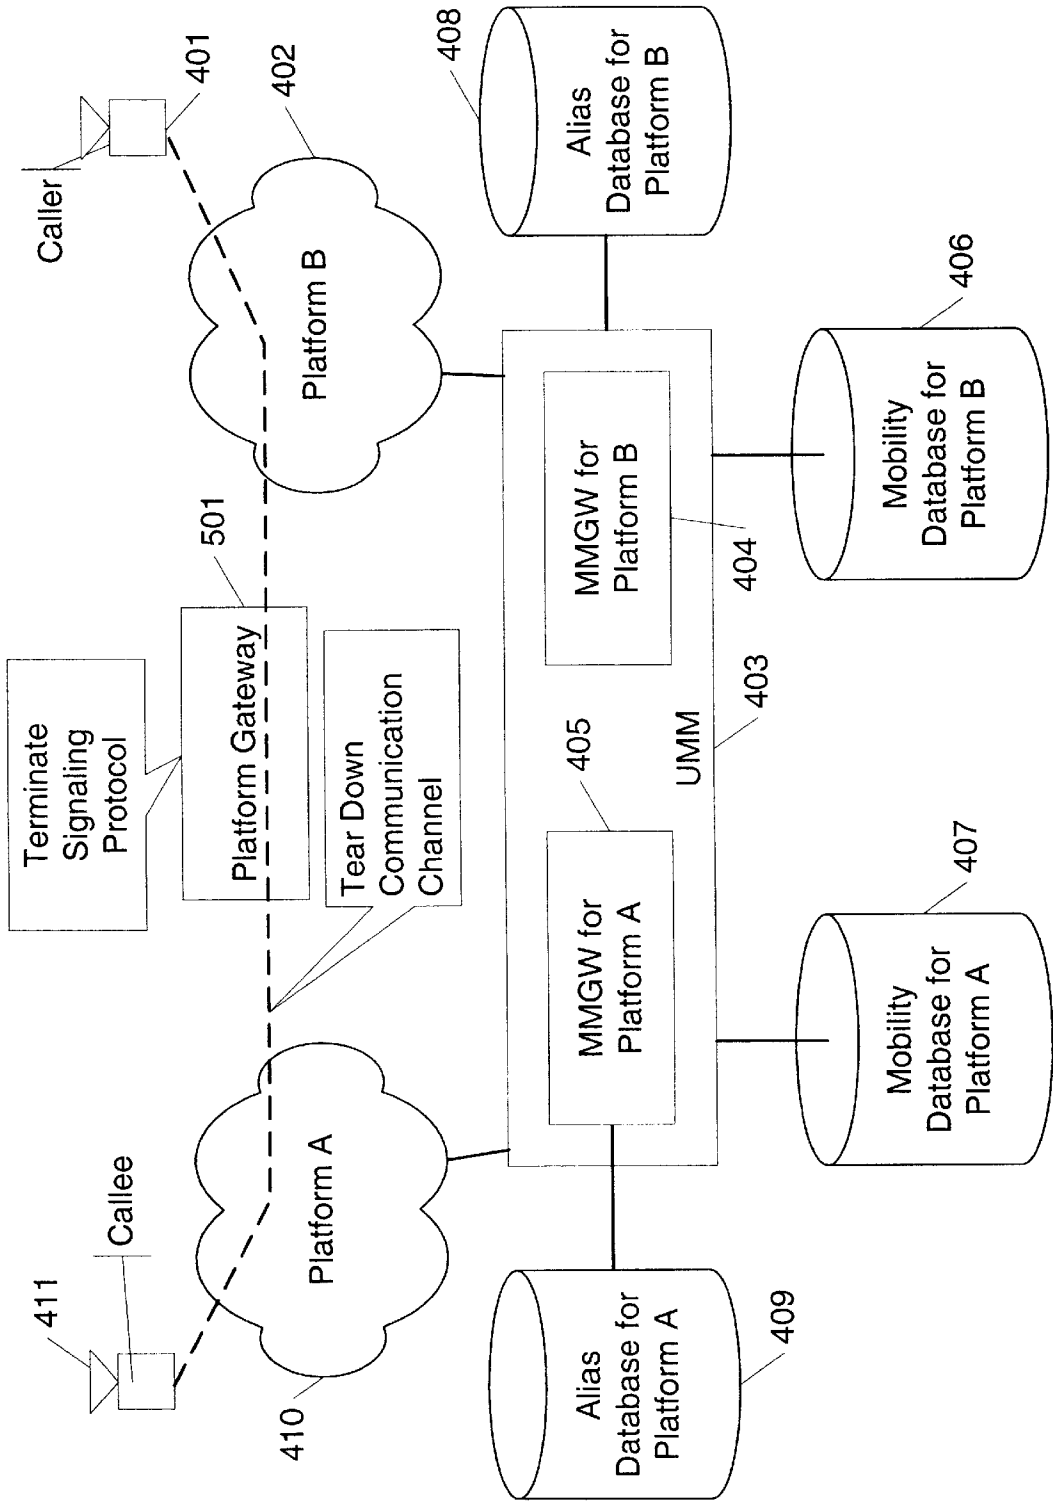 Terminate
Signaling
Protocol
411
Callee
Caller
401
501
Platform Gateway
402
Platform A
Platform B
410
Tear Down
Communication
Channel
408
Alias
Database for
Platform A
409
405
MMGW for
Platform A
MMGW for
Platform B
Alias
Database for
Platform B
UMM
403
404
407
406
Mobility
Database for
Platform A
Mobility
Database for
Platform B